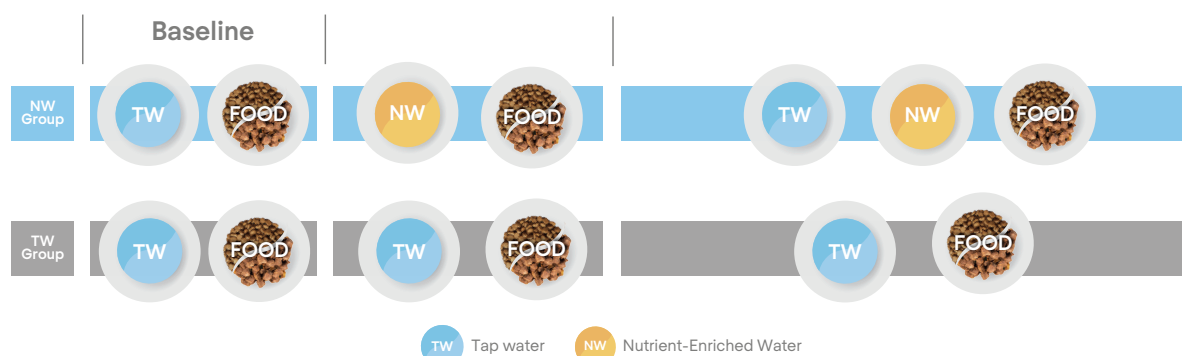 Baseline
NW
Group
TW
FOOD
NW
FOOD
TW
NW
FOOD
TW
Group
TW
FOOD
TW
FOOD
TW
FOOD
TW Tap water
NW Nutrient-Enriched Water